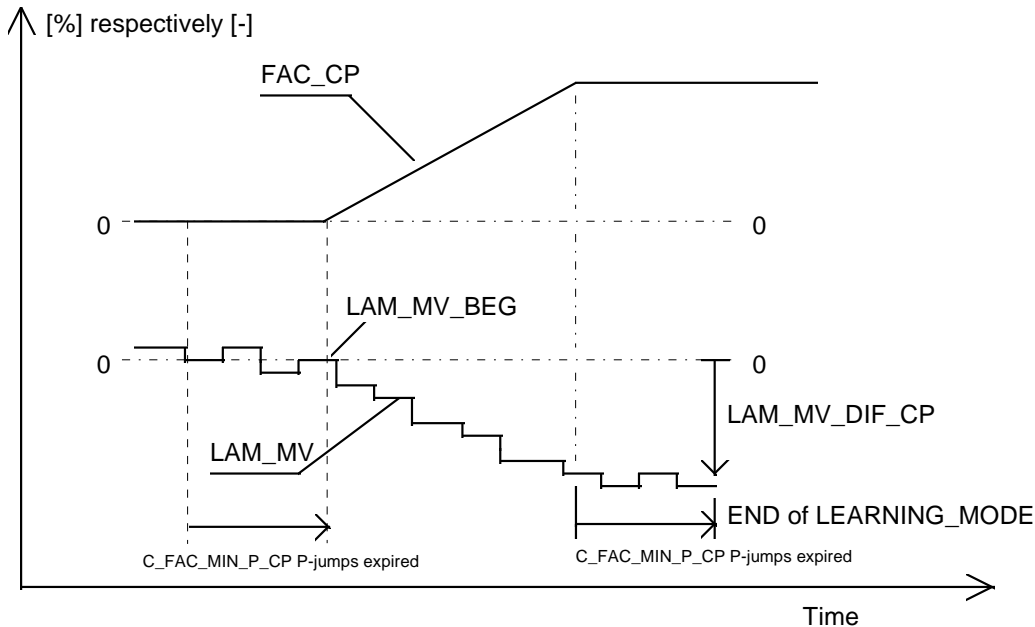 [%] respectively [-]
FAC_CP
0
0
LAM_MV_BEG
0
0
LAM_MV_DIF_CP
LAM_MV
END of LEARNING_MODE
C_FAC_MIN_P_CP P-jumps expired
C_FAC_MIN_P_CP P-jumps expired
Time